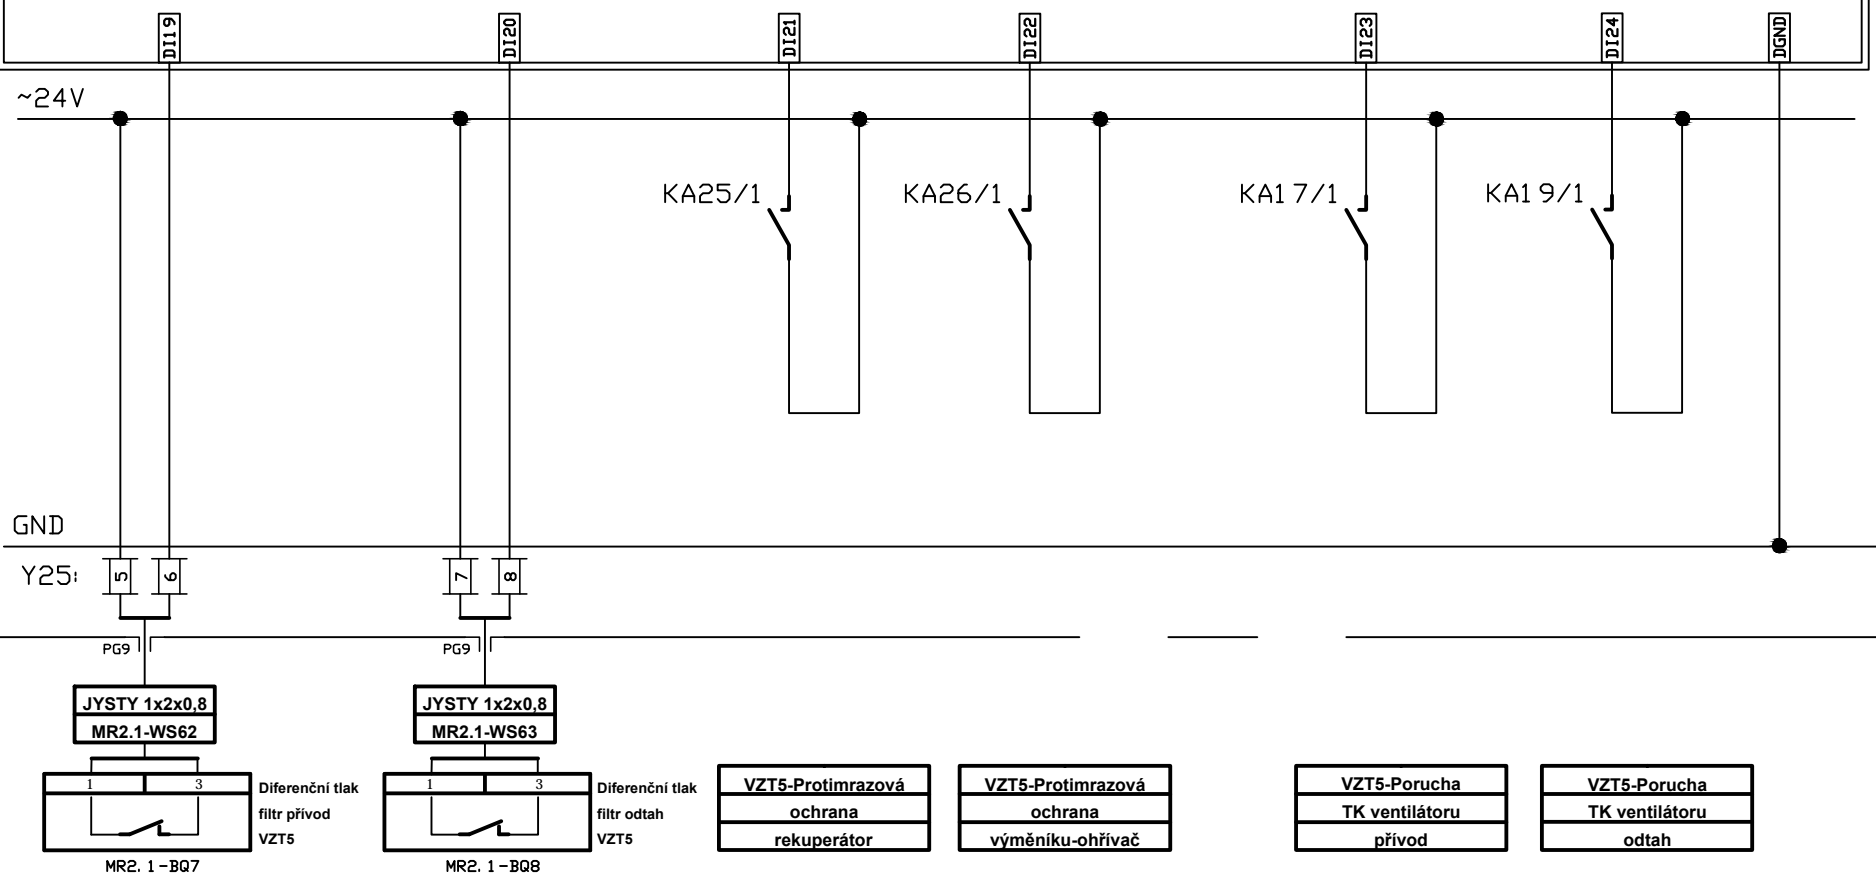 DI19
DI20
DI21
DI22
DI23
DI24
DGND
~24V
KA25/1
KA26/1
KA17/1
KA19/1
GND
Y25:
5
6
7
8
PG9
PG9
JYSTY 1x2x0,8
MR2.1-WS62
JYSTY 1x2x0,8
MR2.1-WS63
1
3
Diferenční tlak
filtr přívod
VZT5
MR2.1-BQ7
1
3
Diferenční tlak
filtr odtah
VZT5
MR2.1-BQ8
VZT5-Protimrazová
ochrana
rekuperátor
VZT5-Protimrazová
ochrana
výměníku-ohřívač
VZT5-Porucha
TK ventilátoru
přívod
VZT5-Porucha
TK ventilátoru
odtah